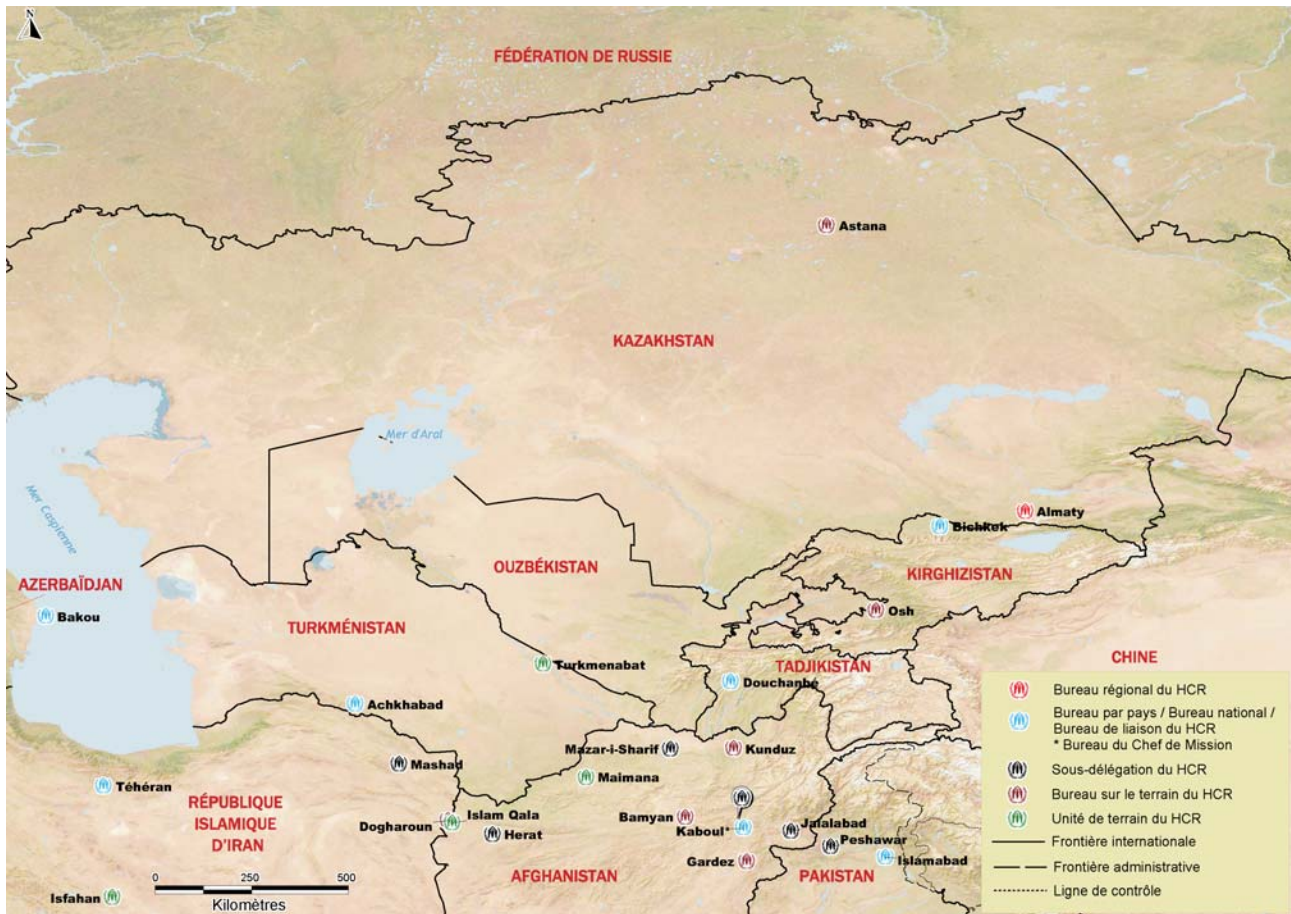 N
FÉDÉRATION DE RUSSIE
Astana
KAZAKHSTAN
Mer d'Aral
Mer Caspienne
Almaty
Bichkek
OUZBÉKISTAN
KIRGHIZISTAN
AZERBAÏDJAN
Bakou
Osh
TURKMÉNISTAN
Turkmenabat
TADJIKISTAN
CHINE
Douchanbé
Achkhabad
Mazar-i-Sharif
Kunduz
Mashad
Maimana
Téhéran
RÉPUBLIQUE
ISLAMIQUE
D'IRAN
Islam Qala
Dogharoun
Herat
Bamyan
Kaboul*
Jalalabad
Peshawar
Gardez
Islamabad
AFGHANISTAN
PAKISTAN
Isfahan
0 250 500
Kilomètres
Bureau régional du HCR
Bureau par pays / Bureau national /
Bureau de liaison du HCR
* Bureau du Chef de Mission
Sous-délégation du HCR
Bureau sur le terrain du HCR
Unité de terrain du HCR
Frontière internationale
Frontière administrative
Ligne de contrôle